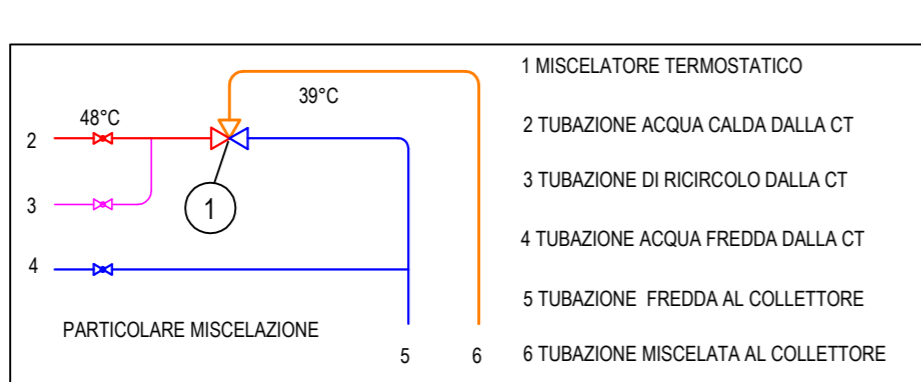 1 MISCELATORE TERMOSTATICO
39°C
48°C
2
2 TUBAZIONE ACQUA CALDA DALLA CT
3
1
3 TUBAZIONE DI RICIRCOLO DALLA CT
4
4 TUBAZIONE ACQUA FREDDA DALLA CT
5 TUBAZIONE FREDDA AL COLLETTORE
PARTICOLARE MISCELAZIONE
5
6
6 TUBAZIONE MISCELATA AL COLLETTORE